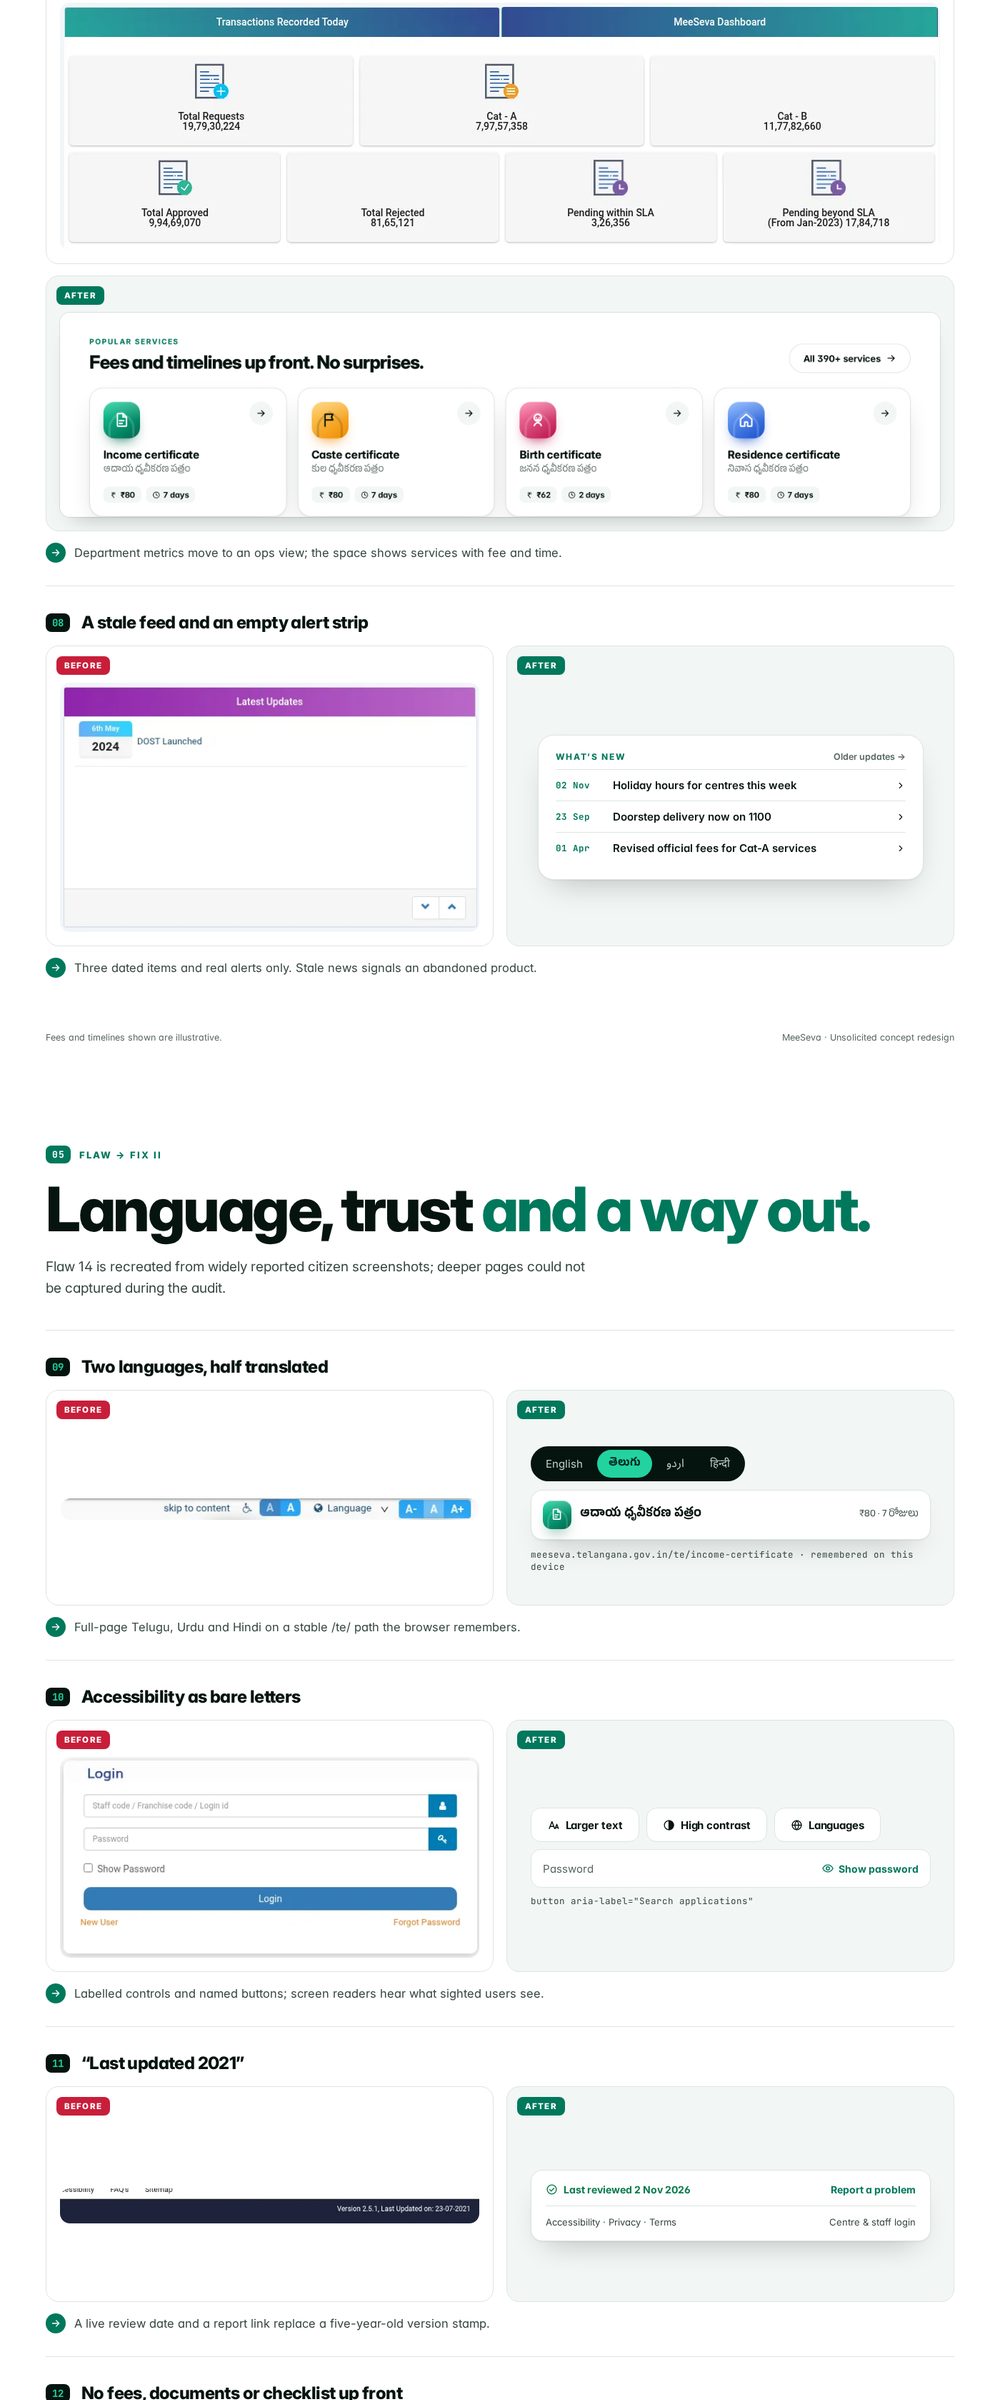 Transactions Recorded Today
MeeSeva Dashboard
Total Requests
19,79,30,224
Cat - A
7,97,57,358
Cat - B
11,77,82,660
Total Approved
9,94,69,070
Total Rejected
81,65,121
Pending within SLA
3,26,356
Pending beyond SLA
(From Jan-2023) 17,84,718
AFTER
POPULAR SERVICES
Fees and timelines up front. No surprises.
All 390+ services →
Income certificate
ఆదాయ ధృవీకరణ పత్రం
₹ ₹80
7 days
Caste certificate
కుల ధృవీకరణ పత్రం
₹ ₹80
7 days
Birth certificate
జనన ధృవీకరణ పత్రం
₹ ₹62
2 days
Residence certificate
నివాస ధృవీకరణ పత్రం
₹ ₹80
7 days
Department metrics move to an ops view; the space shows services with fee and time.
08 A stale feed and an empty alert strip
BEFORE
Latest Updates
6th May
2024
DOST Launched
AFTER
WHAT'S NEW
Older updates →
02 Nov Holiday hours for centres this week
23 Sep Doorstep delivery now on 1100
01 Apr Revised official fees for Cat-A services
Three dated items and real alerts only. Stale news signals an abandoned product.
Fees and timelines shown are illustrative.
MeeSeva · Unsolicited concept redesign
05 FLAW → FIX II
Language, trust and a way out.
Flaw 14 is recreated from widely reported citizen screenshots; deeper pages could not
be captured during the audit.
09 Two languages, half translated
BEFORE
skip to content A A Language A- A A+
AFTER
English తెలుగు اردو हिन्दी
ఆదాయ ధృవీకరణ పత్రం
₹80 · 7 రోజులు
meeseva.telangana.gov.in/te/income-certificate · remembered on this
device
Full-page Telugu, Urdu and Hindi on a stable /te/ path the browser remembers.
10 Accessibility as bare letters
BEFORE
Login
Staff code / Franchise code / Login id
Password
Show Password
Login
New User
Forgot Password
AFTER
Larger text
High contrast
Languages
Password
Show password
button aria-label="Search applications"
Labelled controls and named buttons; screen readers hear what sighted users see.
11 “Last updated 2021”
BEFORE
FAQ's Sitemap
Version 2.5.1, Last Updated on: 23-07-2021
AFTER
Last reviewed 2 Nov 2026
Report a problem
Accessibility · Privacy · Terms
Centre & staff login
A live review date and a report link replace a five-year-old version stamp.
12 No fees, documents or checklist up front